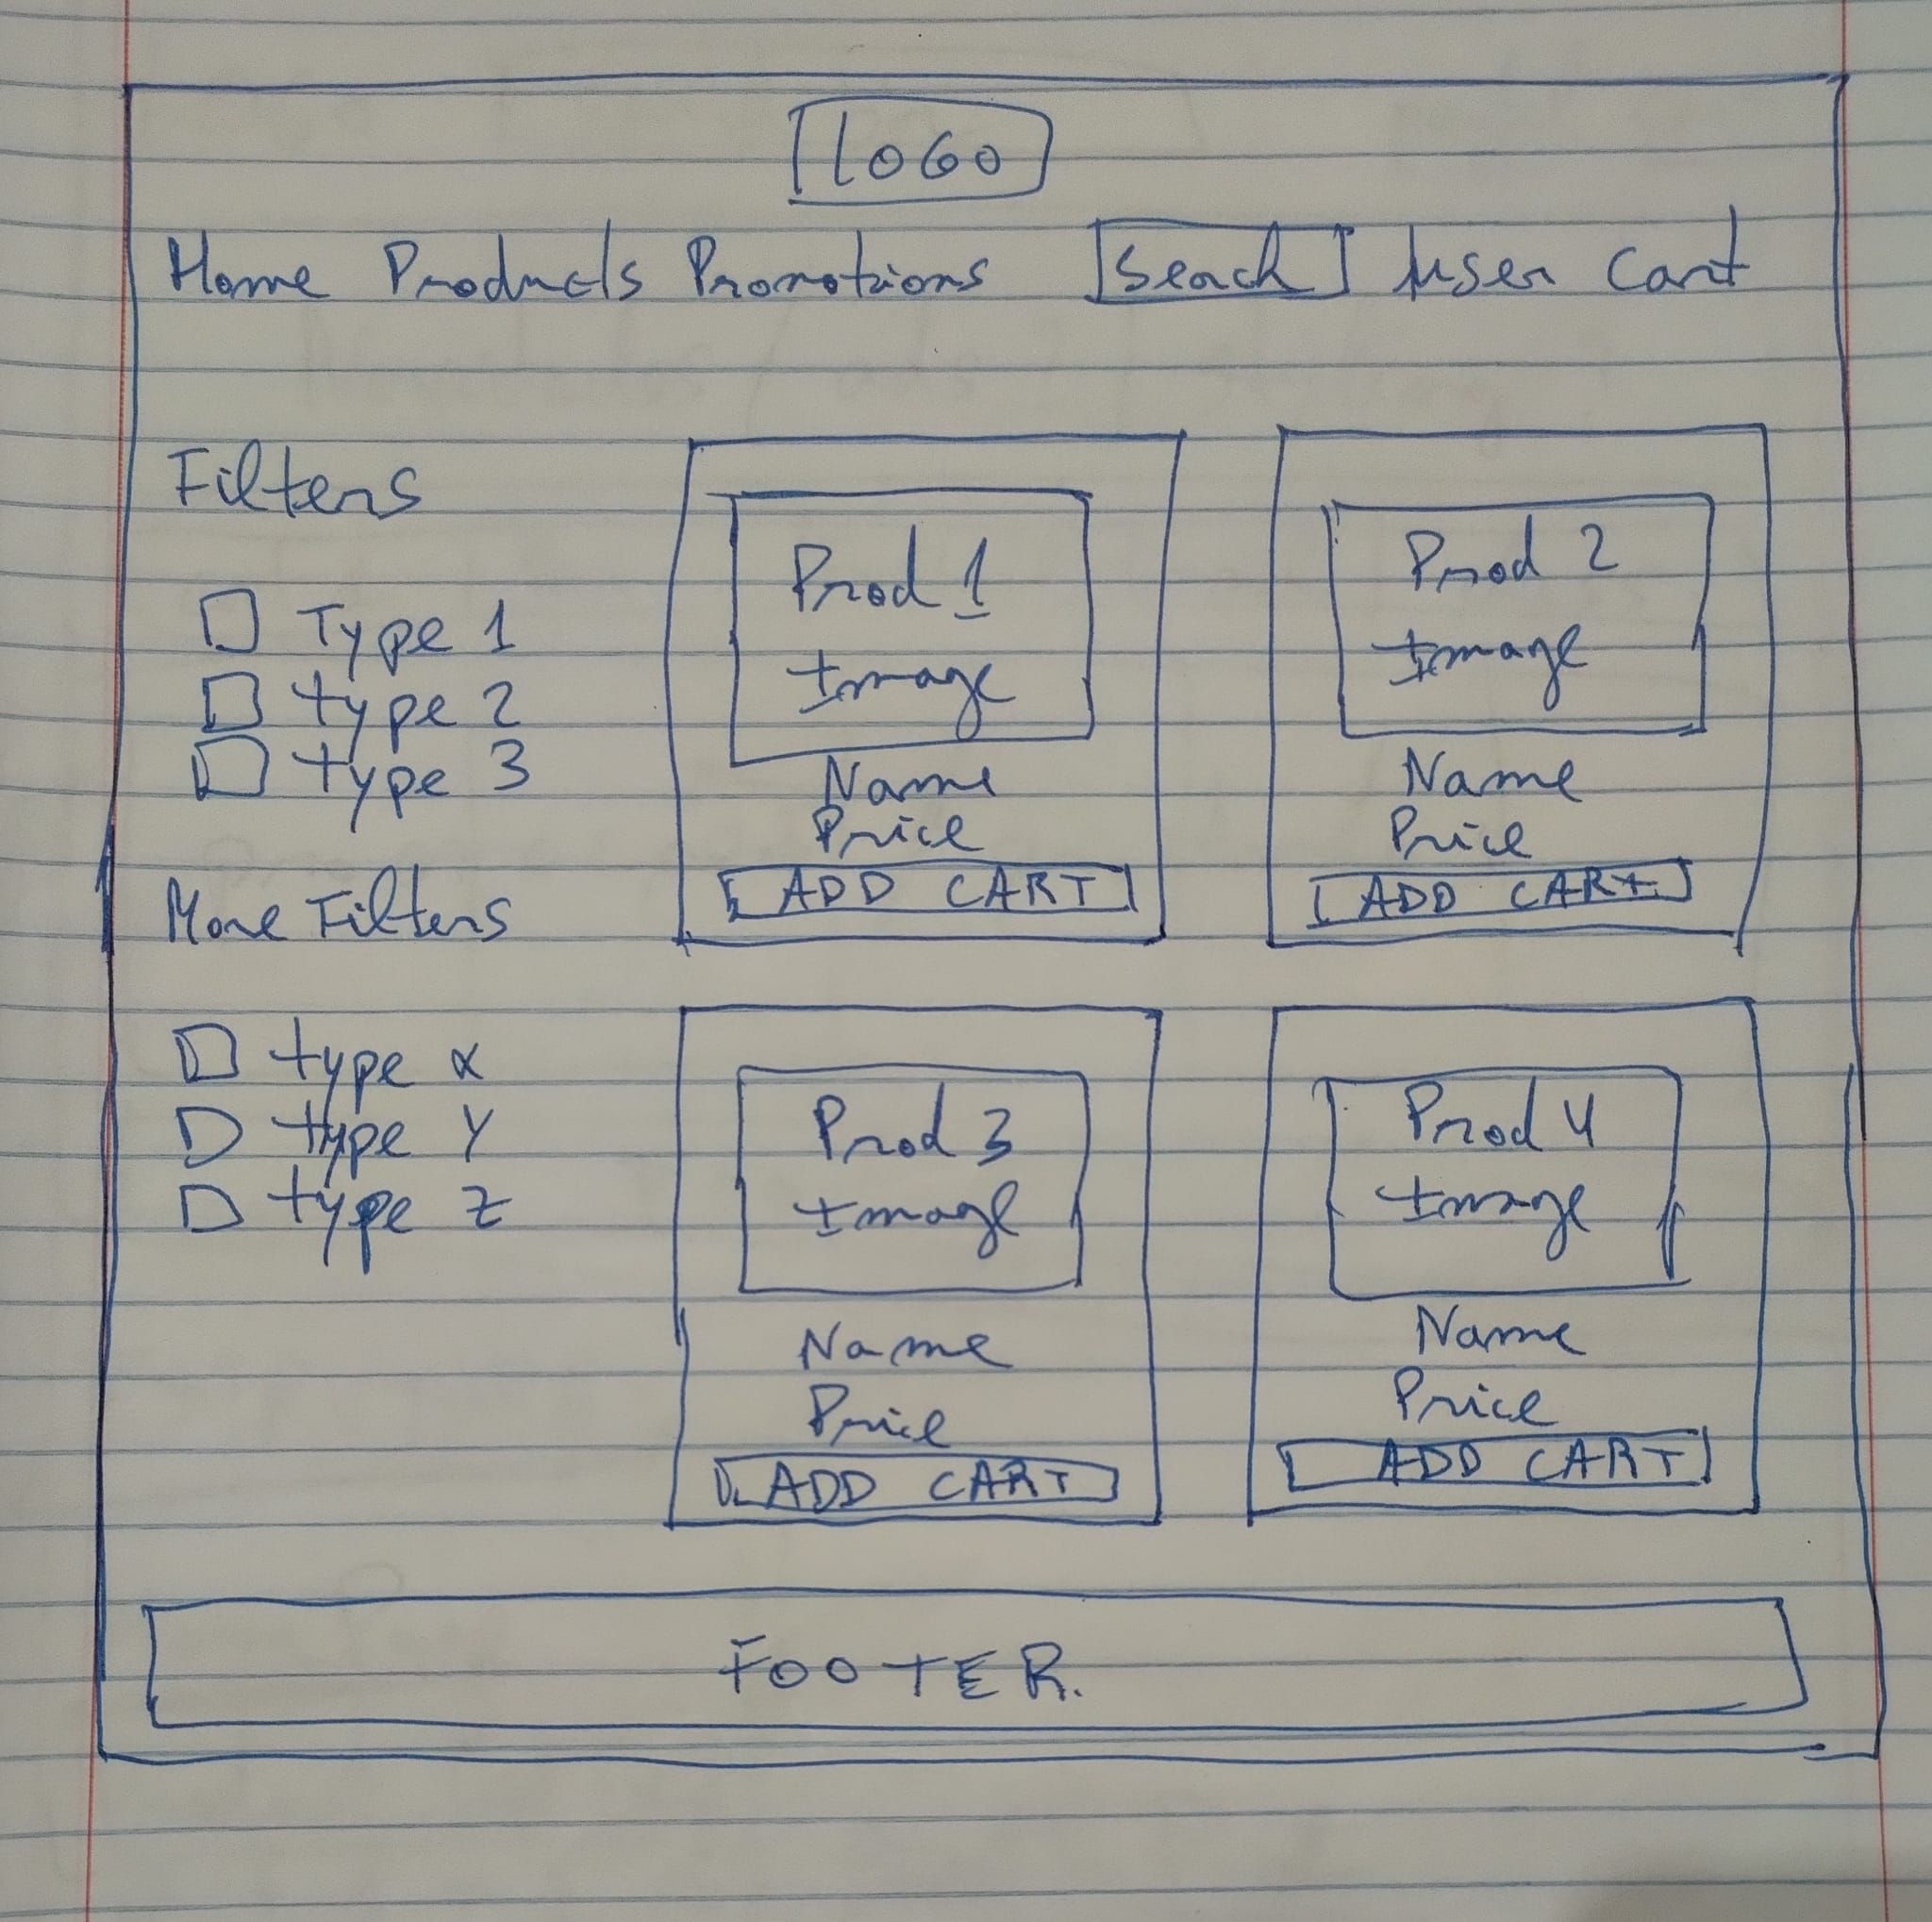 LOGO
Home Products Promotions Search User Cart
Filters
Type 1
type 2
type 3
More Filters
type x
type y
type z
Prod 1
Image
Name
Price
ADD CART
Prod 2
Image
Name
Price
ADD CART
Prod 3
Image
Name
Price
ADD CART
Prod 4
Image
Name
Price
ADD CART
FOOTER.